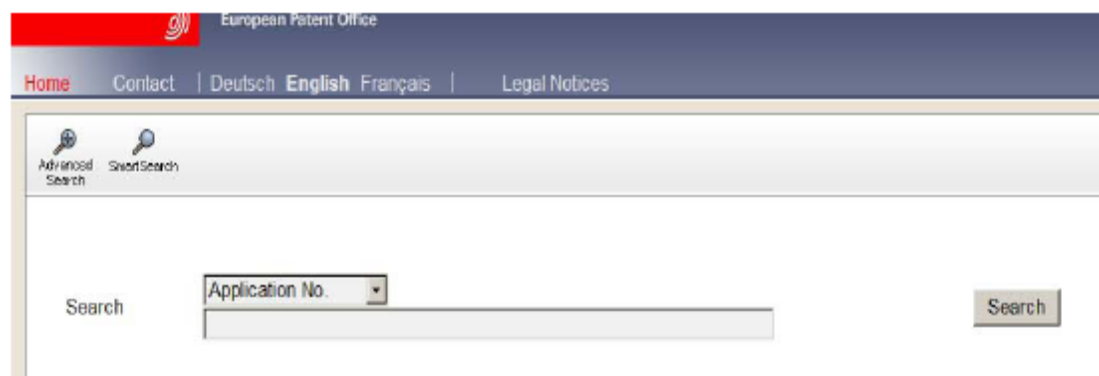 European Patent Office
Home Contact | Deutsch English Français | Legal Notices
Advanced Search SmartSearch
Application No.
Search
Search